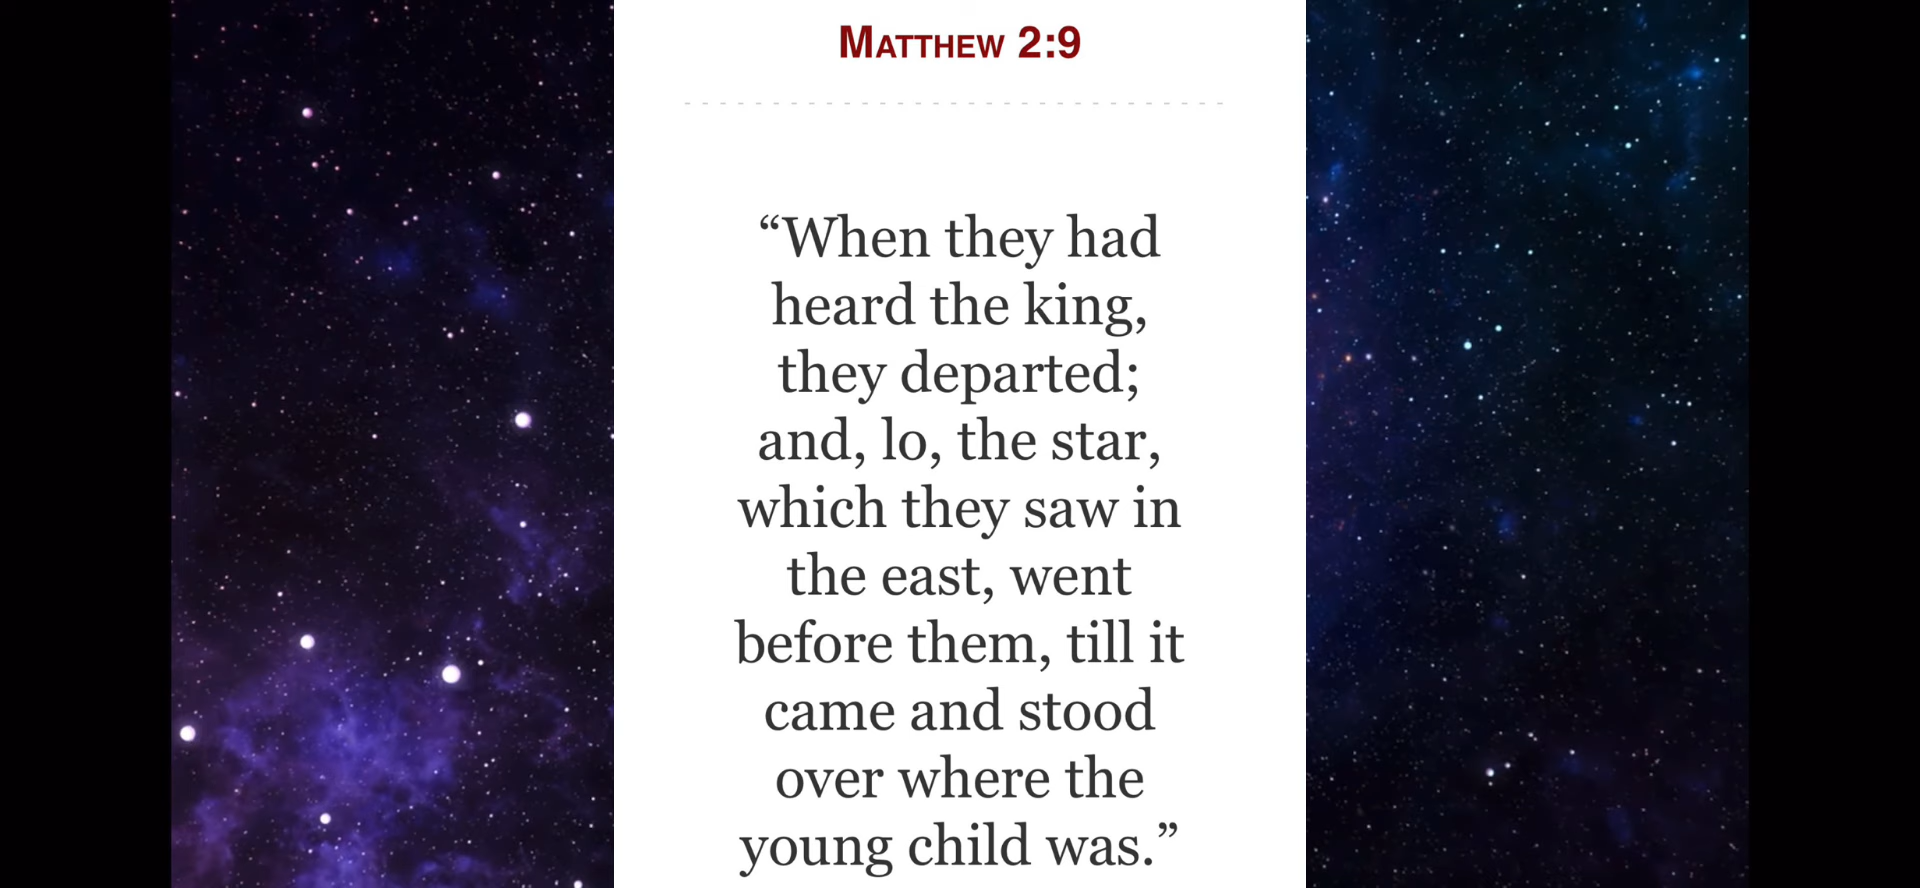 Matthew 2:9
“When they had
heard the king,
they departed;
and, lo, the star,
which they saw in
the east, went
before them, till it
came and stood
over where the
young child was.”